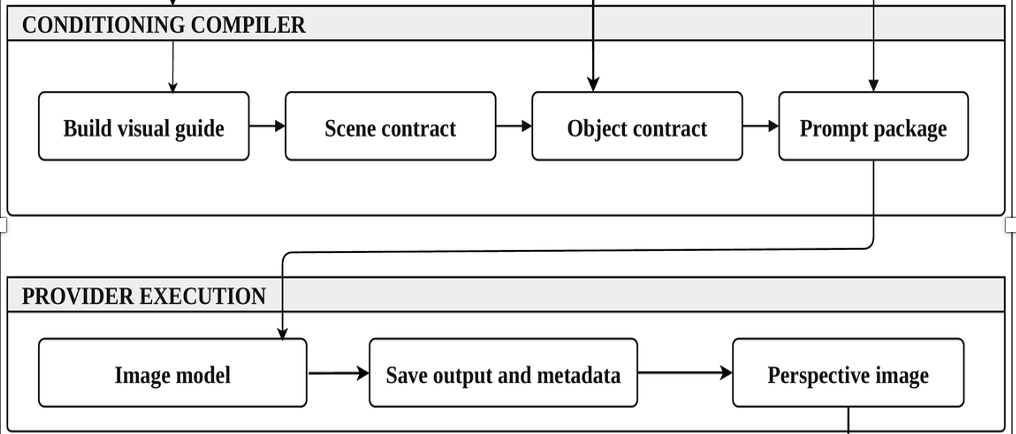 CONDITIONING COMPILER
Build visual guide
Scene contract
Object contract
Prompt package
PROVIDER EXECUTION
Image model
Save output and metadata
Perspective image